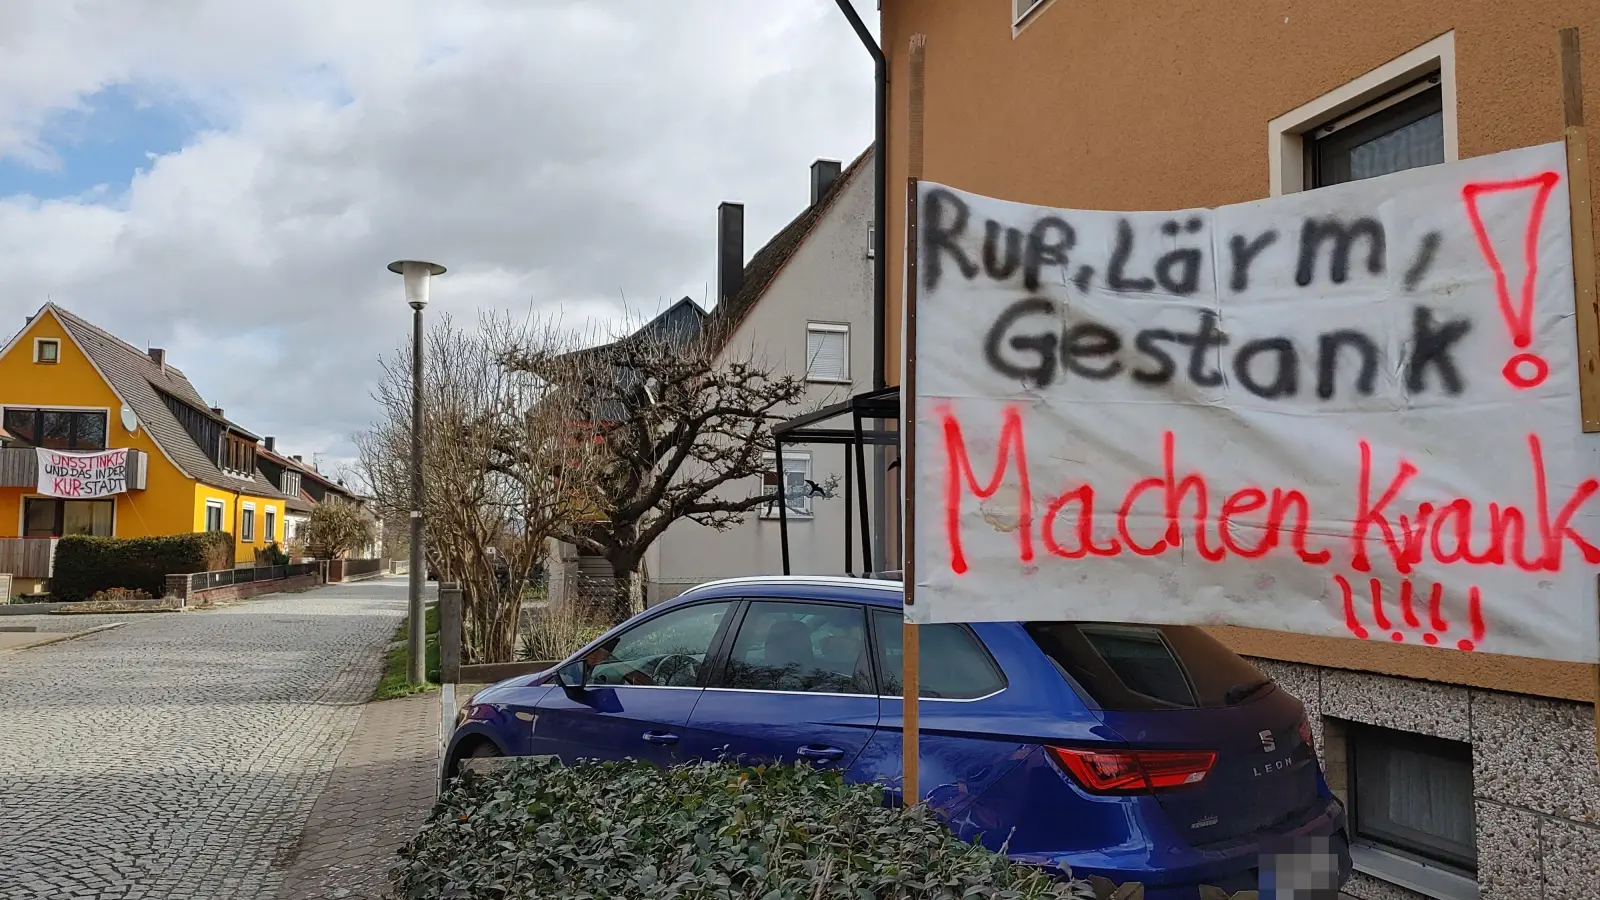 Ruß, Lärm, !
Gestank
Machen Krank
!!!!!
UNSSTINKTS
UND DAS IN DER
KUR-STADT
S
LEON